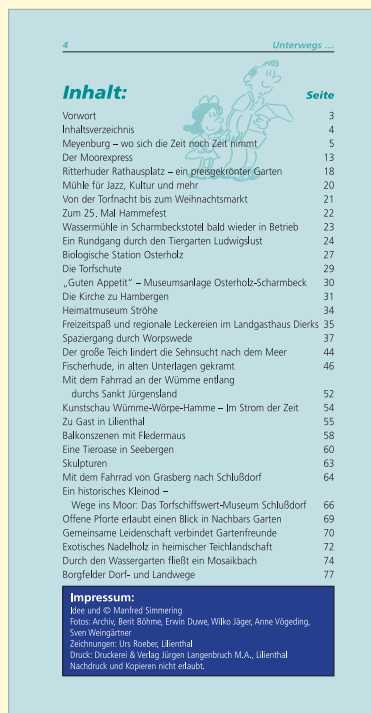 4 Unterwegs ...
Inhalt: Seite
Vorwort 3
Inhaltsverzeichnis 4
Meyenburg – wo sich die Zeit noch Zeit nimmt 5
Der Moorexpress 13
Ritterhuder Rathausplatz – ein preisgekrönter Garten 18
Mühle für Jazz, Kultur und mehr 20
Von der Torfnacht bis zum Weihnachtsmarkt 21
Zum 25. Mal Hammefest 22
Wassermühle in Scharmbeckstotel bald wieder in Betrieb 23
Ein Rundgang durch den Tiergarten Ludwigslust 24
Biologische Station Osterholz 27
Die Torfschute 29
„Guten Appetit" – Museumsanlage Osterholz-Scharmbeck 30
Die Kirche zu Hambergen 31
Heimatmuseum Ströhe 34
Freizeitspaß und regionale Leckereien im Landgasthaus Dierks 35
Spaziergang durch Worpswede 37
Der große Teich lindert die Sehnsucht nach dem Meer 44
Fischerhude, in alten Unterlagen gekramt 46
Mit dem Fahrrad an der Wümme entlang
durchs Sankt Jürgensland 52
Kunstschau Wümme-Wörpe-Hamme – Im Strom der Zeit 54
Zu Gast in Lilienthal 55
Balkonszenen mit Fledermaus 58
Eine Tieroase in Seebergen 60
Skulpturen 63
Mit dem Fahrrad von Grasberg nach Schlußdorf 64
Ein historisches Kleinod –
Wege ins Moor: Das Torfschiffswert-Museum Schlußdorf 66
Offene Pforte erlaubt einen Blick in Nachbars Garten 69
Gemeinsame Leidenschaft verbindet Gartenfreunde 70
Exotisches Nadelholz in heimischer Teichlandschaft 72
Durch den Wassergarten fließt ein Mosaikbach 74
Borgfelder Dorf- und Landwege 77
Impressum:
Idee und © Manfred Simmering
Fotos: Archiv, Berit Böhme, Erwin Duwe, Wilko Jäger, Anne Vögeding,
Sven Weingärtner
Zeichnungen: Urs Roeber, Lilienthal
Druck: Druckerei & Verlag Jürgen Langenbruch M.A., Lilienthal
Nachdruck und Kopieren nicht erlaubt.